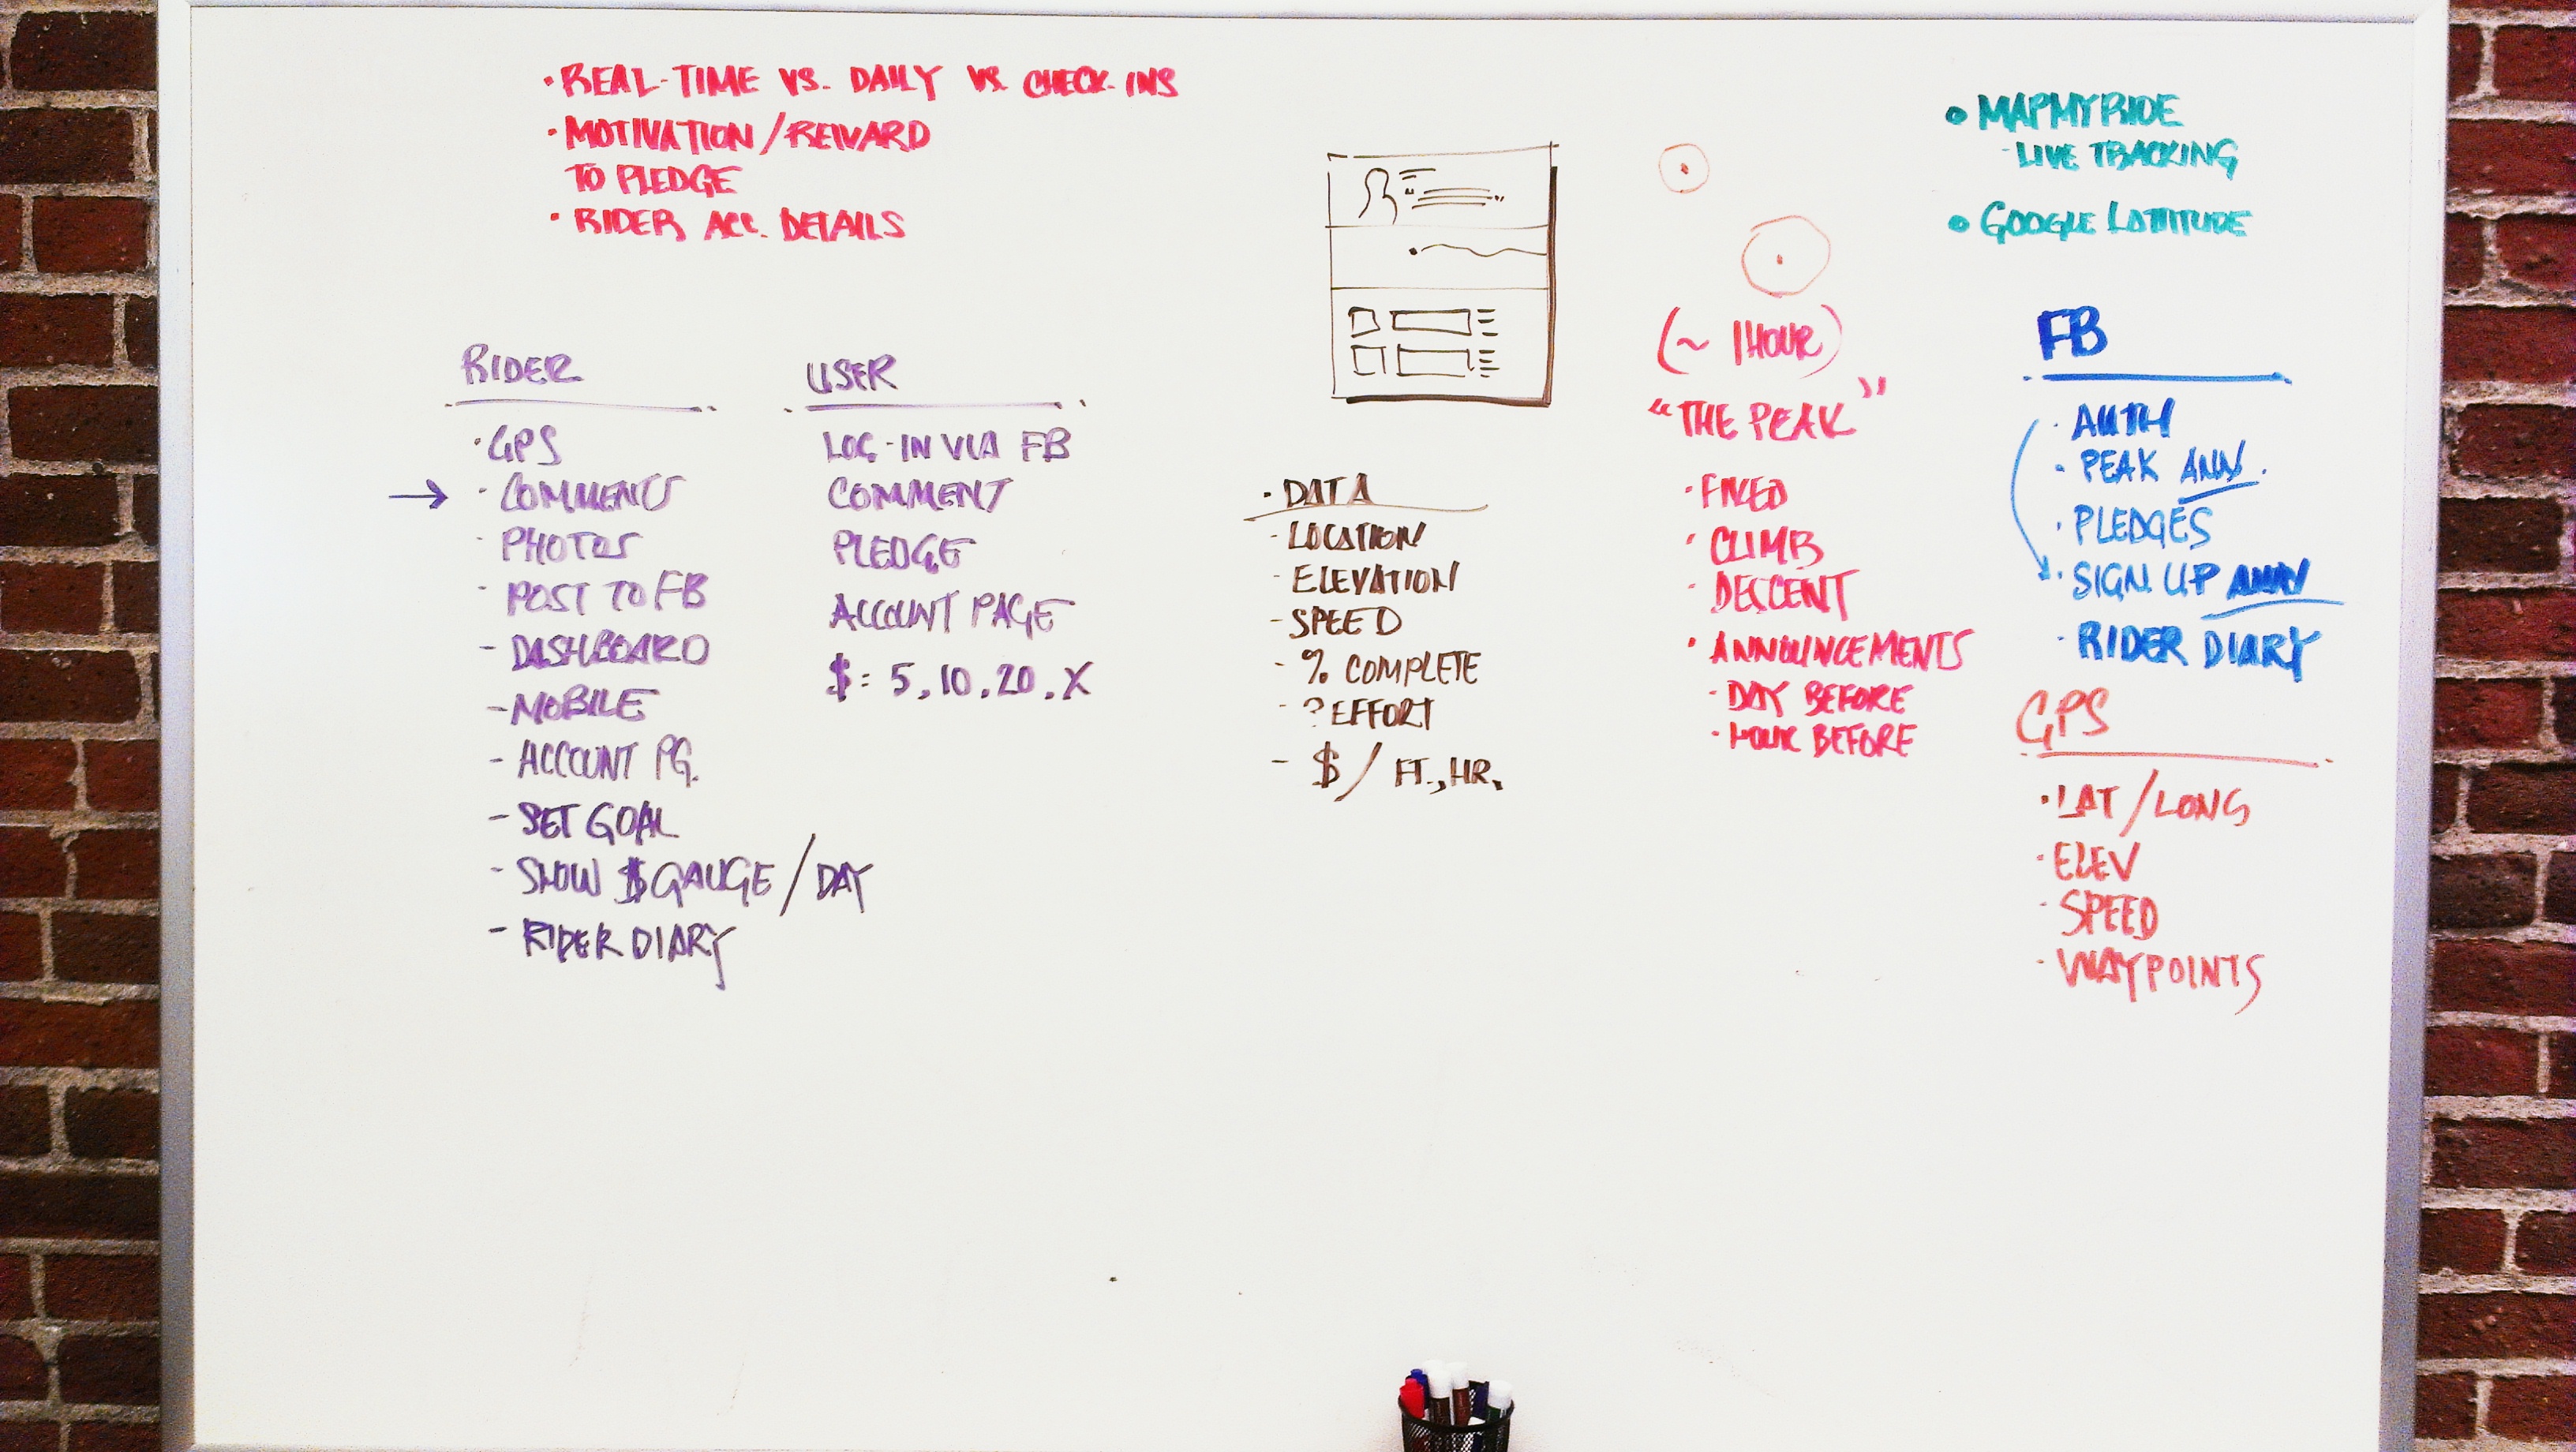 · REAL-TIME VS. DAILY VS. CHECK-INS
· MOTIVATION/REWARD
TO PLEDGE
· RIDER ACC. DETAILS
RIDER
· GPS
→ · COMMENTS
· PHOTOS
· POST TO FB
- DASHBOARD
- MOBILE
- ACCOUNT PG.
- SET GOAL
- SHOW $ GAUGE / DAY
- RIDER DIARY
USER
LOG-IN VIA FB
COMMENT
PLEDGE
ACCOUNT PAGE
$: 5, 10, 20, X
· DATA
- LOCATION
- ELEVATION
- SPEED
- % COMPLETE
- ? EFFORT
- $ / FT., HR.
(~ 1 HOUR)
"THE PEAK"
· FIXED
· CLIMB
· DESCENT
· ANNOUNCEMENTS
· DAY BEFORE
· HOUR BEFORE
• MAPMYRIDE
- LIVE TRACKING
• GOOGLE LATTITUDE
FB
· AUTH
· PEAK ANN.
· PLEDGES
· SIGN UP ANN
· RIDER DIARY
GPS
· LAT / LONG
· ELEV
· SPEED
· WAYPOINTS